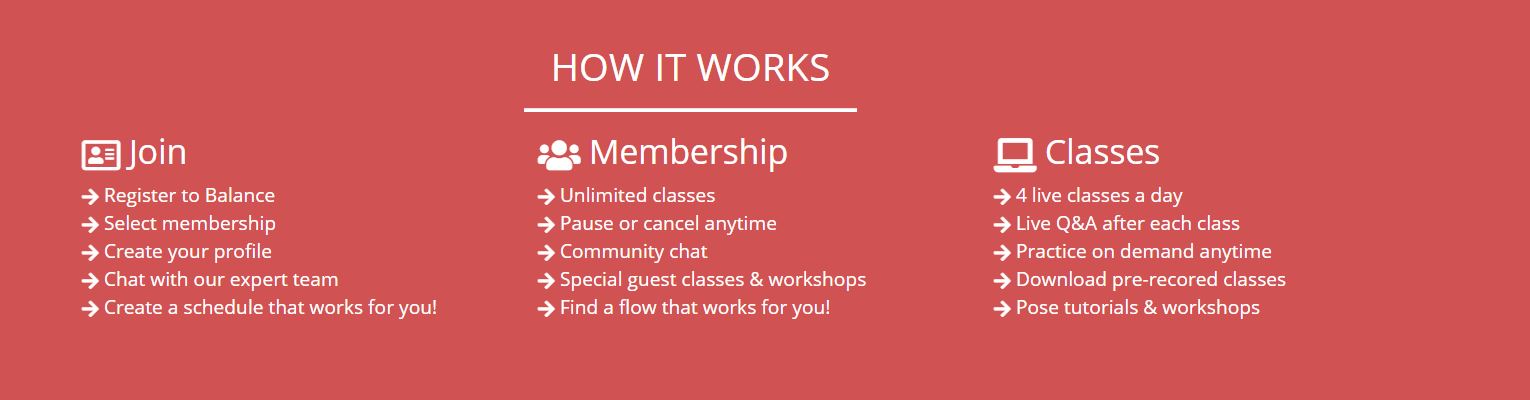 HOW IT WORKS
Join
Register to Balance
Select membership
Create your profile
Chat with our expert team
Create a schedule that works for you!
Membership
Unlimited classes
Pause or cancel anytime
Community chat
Special guest classes & workshops
Find a flow that works for you!
Classes
4 live classes a day
Live Q&A after each class
Practice on demand anytime
Download pre-recored classes
Pose tutorials & workshops